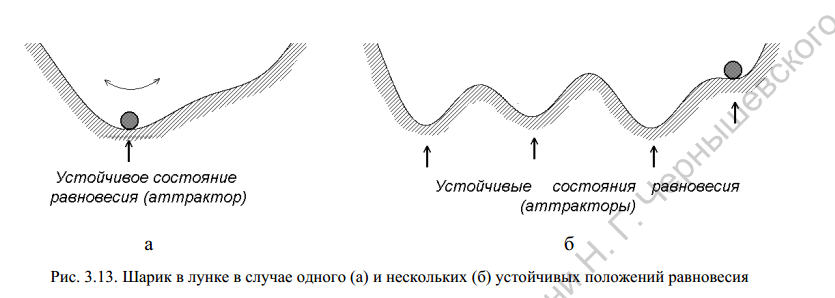 Устойчивое состояние
равновесия (аттрактор)
Устойчивые состояния равновесия
(аттракторы)
а
б
Рис. 3.13. Шарик в лунке в случае одного (а) и нескольких (б) устойчивых положений равновесия
ни Н. Г. Чернышевского